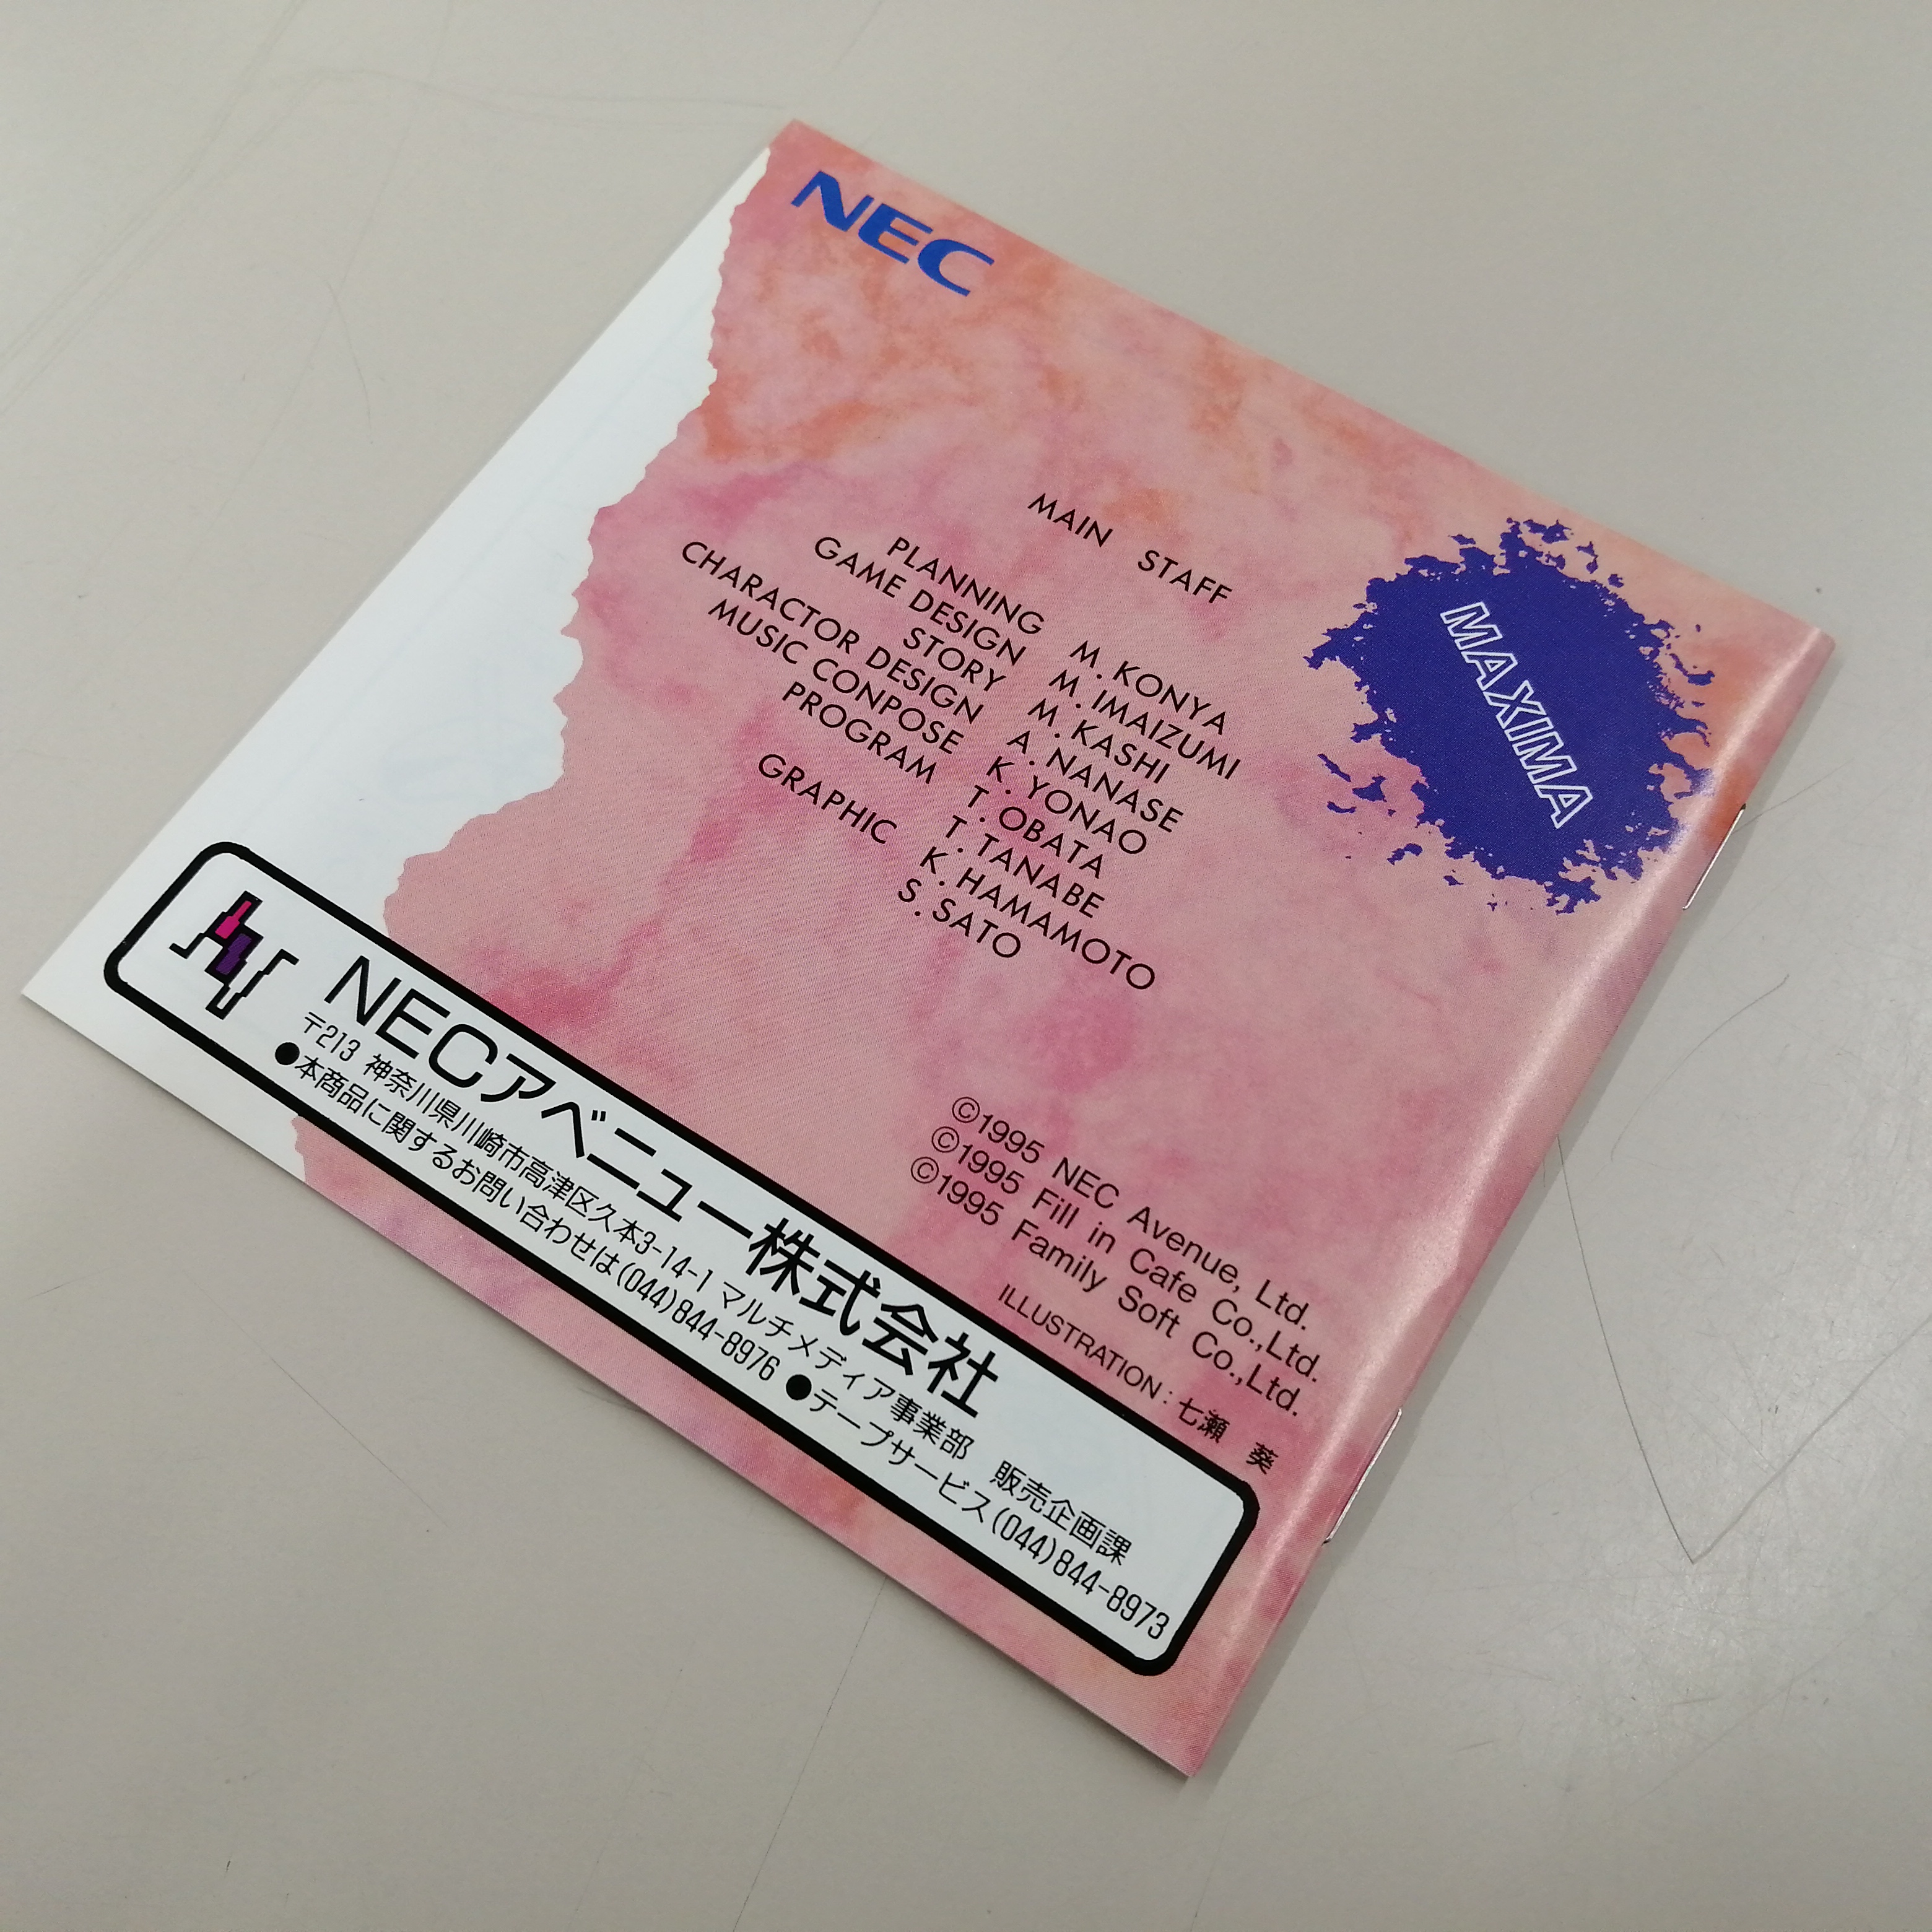 NEC
MAIN STAFF
PLANNING M. KONYA
GAME DESIGN M. IMAIZUMI
STORY M. KASHI
CHARACTOR DESIGN A. NANASE
MUSIC CONPOSE K. YONAO
PROGRAM T. OBATA
T. TANABE
GRAPHIC K. HAMAMOTO
S. SATO
MAXIMA
©1995 NEC Avenue, Ltd.
©1995 Fill in Cafe Co.,Ltd.
©1995 Family Soft Co.,Ltd.
ILLUSTRATION : 七瀬 葵
NECアベニュー株式会社
〒213 神奈川県川崎市高津区久本3-14-1 マルチメディア事業部 販売企画課
●本商品に関するお問い合わせは(044)844-8976 ●テープサービス(044)844-8973